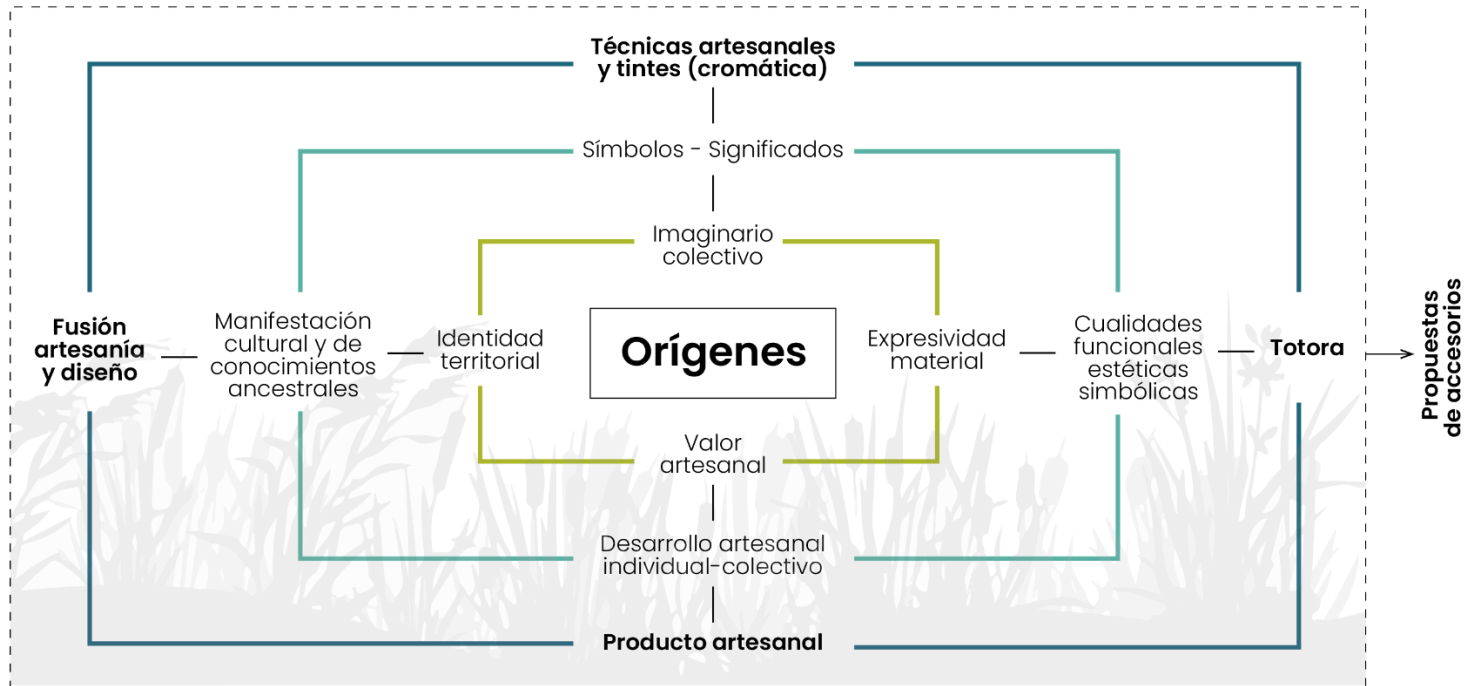 Técnicas artesanales
y tintes (cromática)
Símbolos - Significados
Imaginario
colectivo
Fusión
artesanía
y diseño
Manifestación
cultural y de
conocimientos
ancestrales
Identidad
territorial
Orígenes
Expresividad
material
Cualidades
funcionales
estéticas
simbólicas
Totora
Propuestas
de accesorios
Valor
artesanal
Desarrollo artesanal
individual-colectivo
Producto artesanal